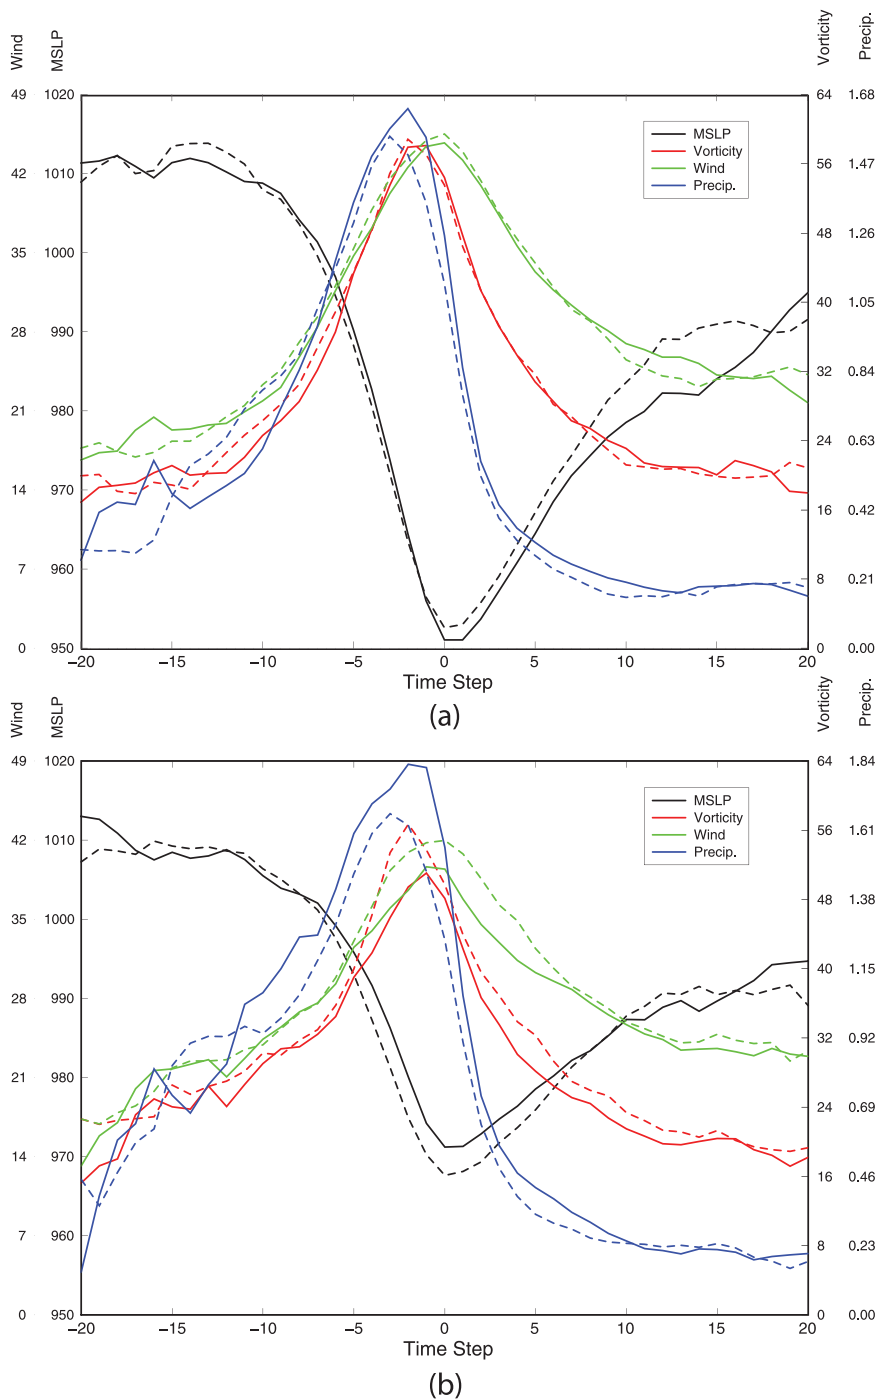 Wind MSLP Vorticity Precip.
49 1020 64 1.68
MSLP
Vorticity
Wind
Precip.
42 1010 56 1.47
35 1000 48 1.26
28 990 40 1.05
21 980 32 0.84
14 970 24 0.63
7 960 16 0.42
0 950 8 0.21
0 0.00
−20 −15 −10 −5 0 5 10 15 20
Time Step
(a)
Wind MSLP Vorticity Precip.
49 1020 64 1.84
MSLP
Vorticity
Wind
Precip.
42 1010 56 1.61
35 1000 48 1.38
28 990 40 1.15
21 980 32 0.92
14 970 24 0.69
7 960 16 0.46
0 950 8 0.23
0 0.00
−20 −15 −10 −5 0 5 10 15 20
Time Step
(b)